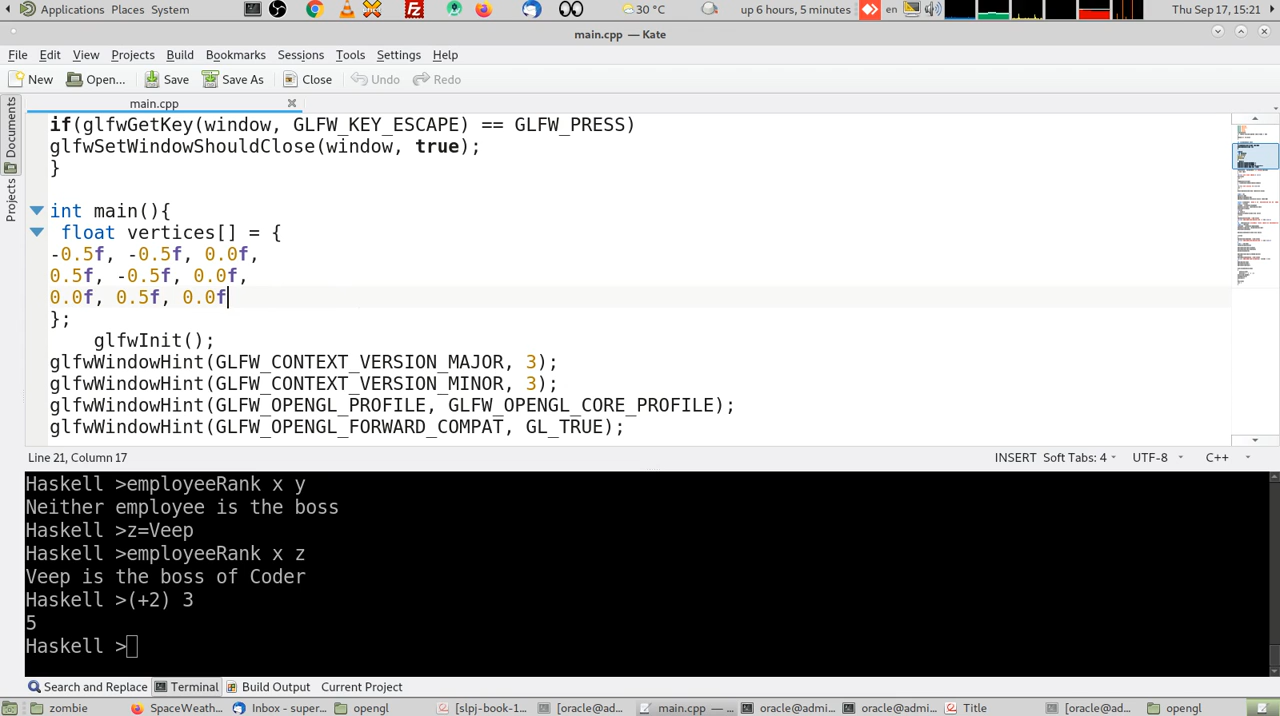 Applications Places System
30 °C
up 6 hours, 5 minutes
en
Thu Sep 17, 15:21
main.cpp — Kate
File Edit View Projects Build Bookmarks Sessions Tools Settings Help
New Open... Save Save As Close Undo Redo
main.cpp
Documents
Projects
if(glfwGetKey(window, GLFW_KEY_ESCAPE) == GLFW_PRESS)
glfwSetWindowShouldClose(window, true);
}
int main(){
float vertices[] = {
-0.5f, -0.5f, 0.0f,
0.5f, -0.5f, 0.0f,
0.0f, 0.5f, 0.0f
};
glfwInit();
glfwWindowHint(GLFW_CONTEXT_VERSION_MAJOR, 3);
glfwWindowHint(GLFW_CONTEXT_VERSION_MINOR, 3);
glfwWindowHint(GLFW_OPENGL_PROFILE, GLFW_OPENGL_CORE_PROFILE);
glfwWindowHint(GLFW_OPENGL_FORWARD_COMPAT, GL_TRUE);
Line 21, Column 17 INSERT Soft Tabs: 4 UTF-8 C++
Haskell >employeeRank x y
Neither employee is the boss
Haskell >z=Veep
Haskell >employeeRank x z
Veep is the boss of Coder
Haskell >(+2) 3
5
Haskell >
Search and Replace Terminal Build Output Current Project
zombie SpaceWeath... Inbox - super... opengl [slpj-book-1... [oracle@ad... main.cpp — ... oracle@admi... oracle@admi... Title [oracle@ad... opengl